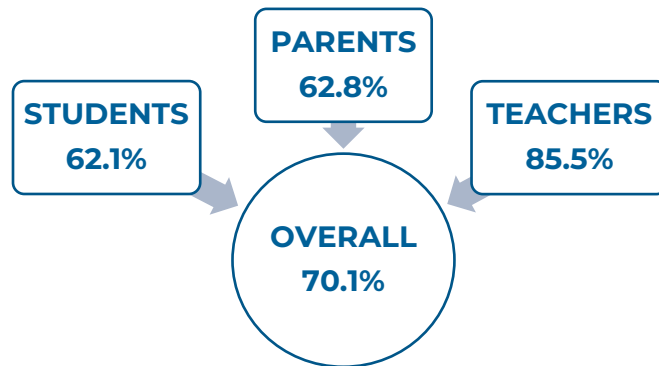 PARENTS
62.8%
STUDENTS
62.1%
TEACHERS
85.5%
OVERALL
70.1%